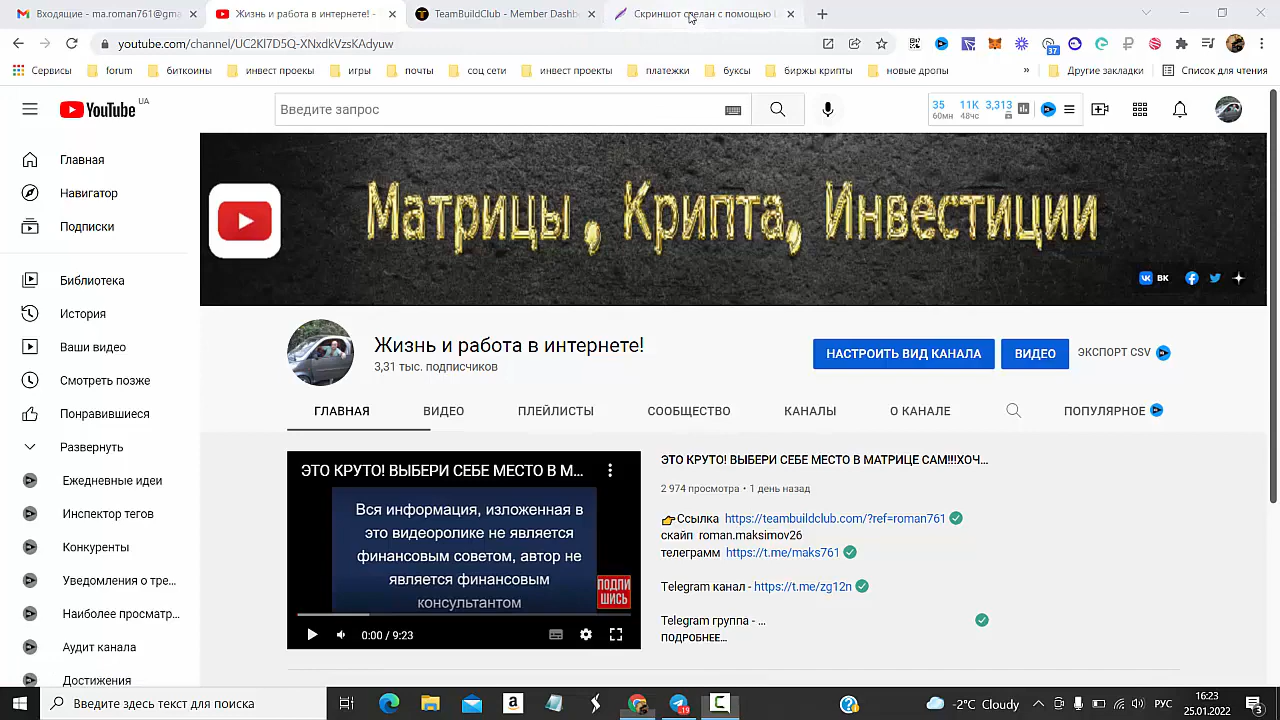 Входящие - ma.roman761@gm
Жизнь и работа в интернете! -
TeamBuildClub - Member Dashb
Скриншот сделан с помощью L
youtube.com/channel/UC2Kl7D5Q-XNxdkVzsKAdyuw
37
Сервисы
forum
биткоины
инвест проекы
игры
почты
соц сети
инвест проекты
платежки
буксы
биржы крипты
новые дропы
»
Другие закладки
Список для чтения
YouTube UA
Введите запрос
35 11K 3,313
60мн 48чс
Главная
Навигатор
Подписки
Библиотека
История
Ваши видео
Смотреть позже
Понравившиеся
Развернуть
Ежедневные идеи
Инспектор тегов
Конкуренты
Уведомления о тре...
Наиболее просматр...
Аудит канала
Достижения
Матрицы , Крипта, Инвестиции
ВК
Жизнь и работа в интернете!
3,31 тыс. подписчиков
НАСТРОИТЬ ВИД КАНАЛА
ВИДЕО
ЭКСПОРТ CSV
ГЛАВНАЯ
ВИДЕО
ПЛЕЙЛИСТЫ
СООБЩЕСТВО
КАНАЛЫ
О КАНАЛЕ
ПОПУЛЯРНОЕ
ЭТО КРУТО! ВЫБЕРИ СЕБЕ МЕСТО В М...
Вся информация, изложенная в
это видеоролике не является
финансовым советом, автор не
является финансовым
консультантом
ПОДПИ
ШИСЬ
0:00 / 9:23
ЭТО КРУТО! ВЫБЕРИ СЕБЕ МЕСТО В МАТРИЦЕ САМ!!!ХОЧ...
2 974 просмотра • 1 день назад
👉Ссылка https://teambuildclub.com/?ref=roman761
скайп roman.maksimov26
телеграмм https://t.me/maks761
Telegram канал - https://t.me/zg12n
Telegram группа - ...
ПОДРОБНЕЕ...
Введите здесь текст для поиска
19
-2°C Cloudy
РУС
16:23
25.01.2022
3